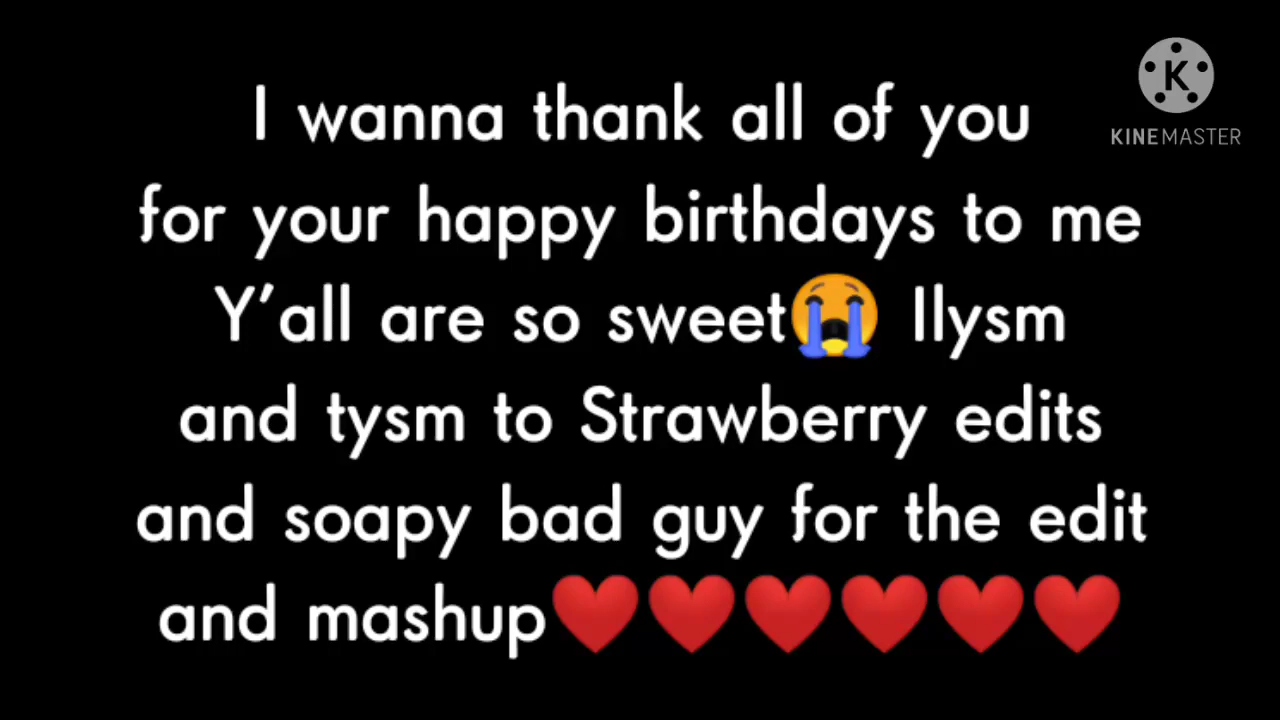 I wanna thank all of you
for your happy birthdays to me
Y’all are so sweet😭 Ilysm
and tysm to Strawberry edits
and soapy bad guy for the edit
and mashup❤️❤️❤️❤️❤️❤️
K
KINEMASTER